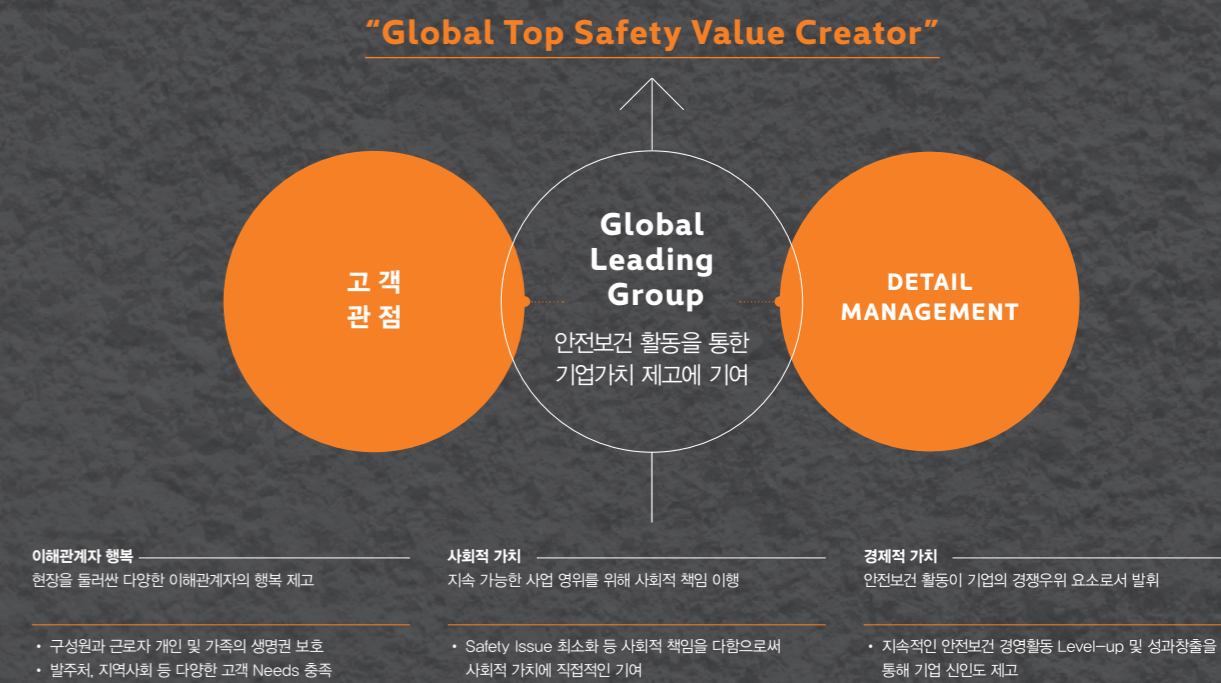 “Global Top Safety Value Creator”
고객
관점
Global
Leading
Group
안전보건 활동을 통한
기업가치 제고에 기여
DETAIL
MANAGEMENT
이해관계자 행복
현장을 둘러싼 다양한 이해관계자의 행복 제고
• 구성원과 근로자 개인 및 가족의 생명권 보호
• 발주처, 지역사회 등 다양한 고객 Needs 충족
사회적 가치
지속 가능한 사업 영위를 위해 사회적 책임 이행
• Safety Issue 최소화 등 사회적 책임을 다함으로써
사회적 가치에 직접적인 기여
경제적 가치
안전보건 활동이 기업의 경쟁우위 요소로서 발휘
• 지속적인 안전보건 경영활동 Level-up 및 성과창출을
통해 기업 신인도 제고